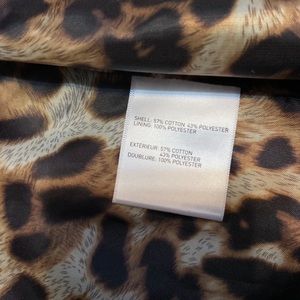 SHELL: 57% COTTON 43% POLYESTER
LINING: 100% POLYESTER
EXTERIEUR: 57% COTTON
43% POLYESTER
DOUBLURE: 100% POLYESTER